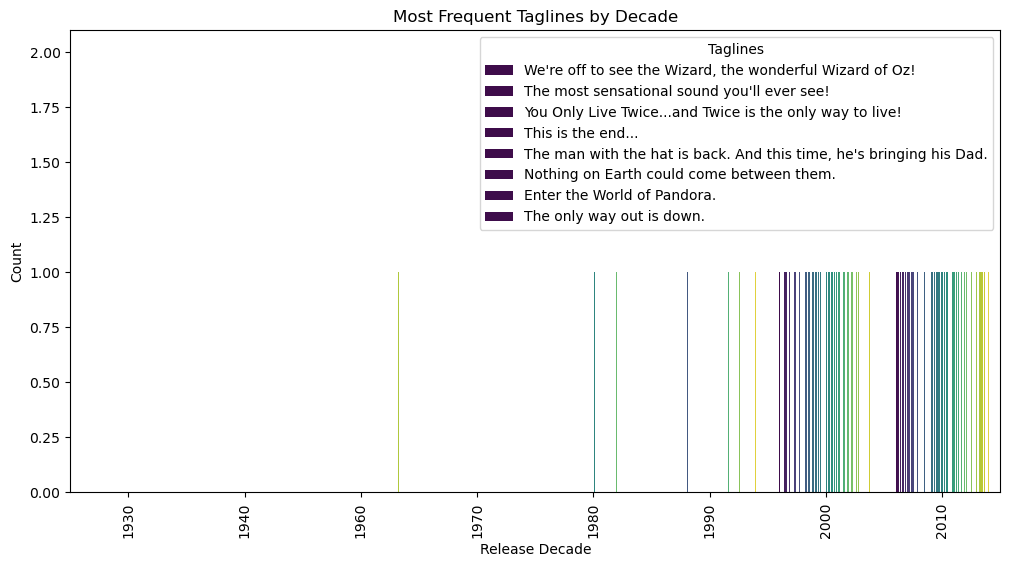 Most Frequent Taglines by Decade
2.00
1.75
1.50
1.25
1.00
0.75
0.50
0.25
0.00
Count
Taglines
We're off to see the Wizard, the wonderful Wizard of Oz!
The most sensational sound you'll ever see!
You Only Live Twice...and Twice is the only way to live!
This is the end...
The man with the hat is back. And this time, he's bringing his Dad.
Nothing on Earth could come between them.
Enter the World of Pandora.
The only way out is down.
1930
1940
1960
1970
1980
1990
2000
2010
Release Decade